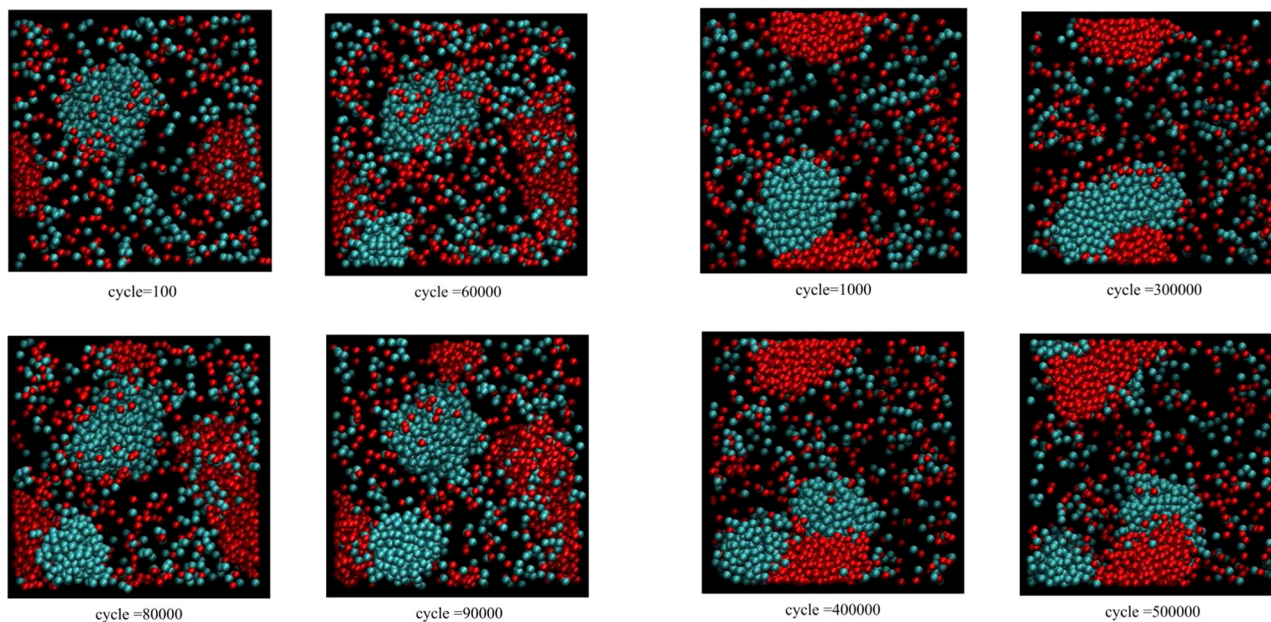 cycle=100
cycle =60000
cycle=1000
cycle =300000
cycle =80000
cycle =90000
cycle =400000
cycle =500000